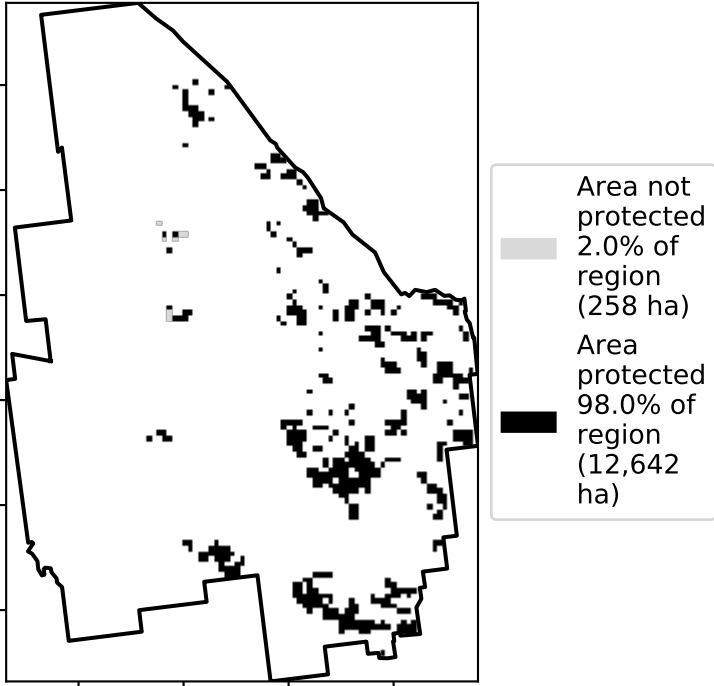 Area not
protected
2.0% of
region
(258 ha)
Area
protected
98.0% of
region
(12,642
ha)